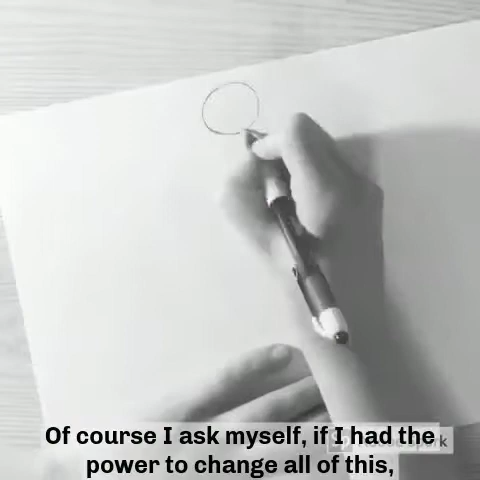 Of course I ask myself, if I had the
power to change all of this,